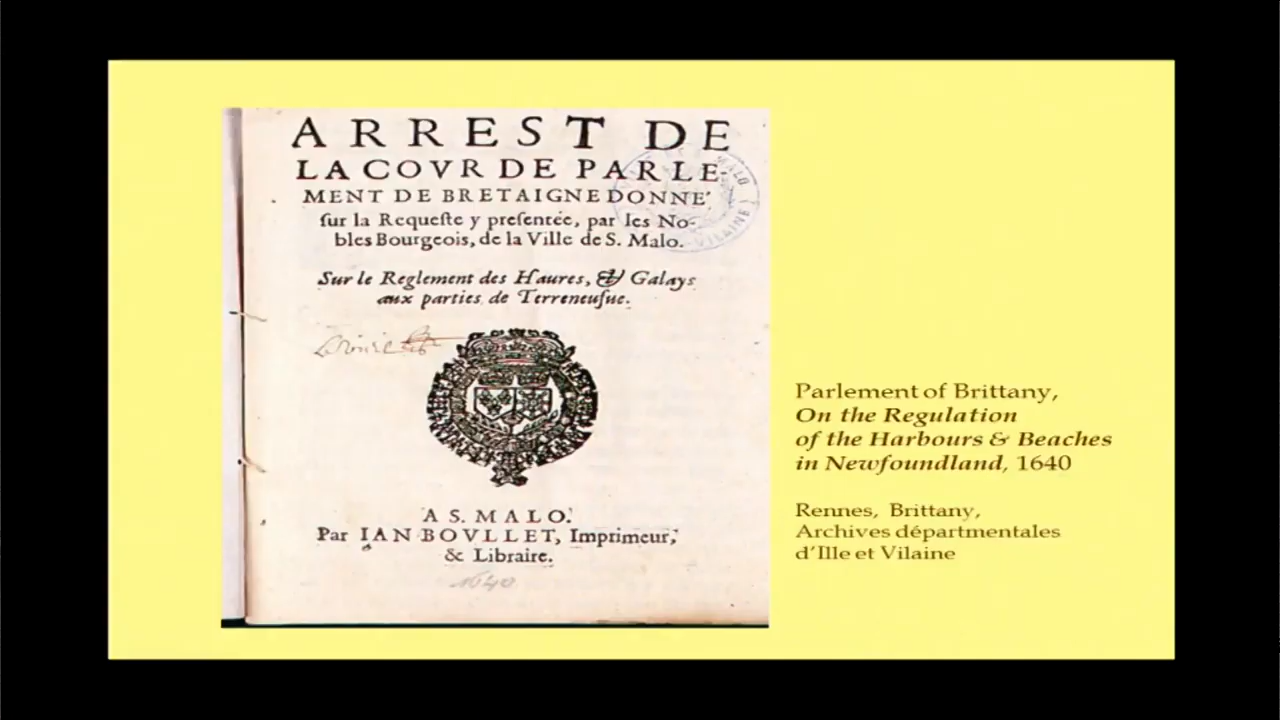 ARREST DE
LA COVR DE PARLE-
MENT DE BRETAIGNE DONNE'
ſur la Requeſte y preſentée, par les No-
bles Bourgeois, de la Ville de S. Malo.
Sur le Reglement des Haures, & Galays
aux parties de Terreneuſue.
A S. MALO.
Par IAN BOVLLET, Imprimeur,
& Libraire.
1640
MALO
VILAINE
Parlement of Brittany,
On the Regulation
of the Harbours & Beaches
in Newfoundland, 1640
Rennes, Brittany,
Archives départmentales
d'Ille et Vilaine